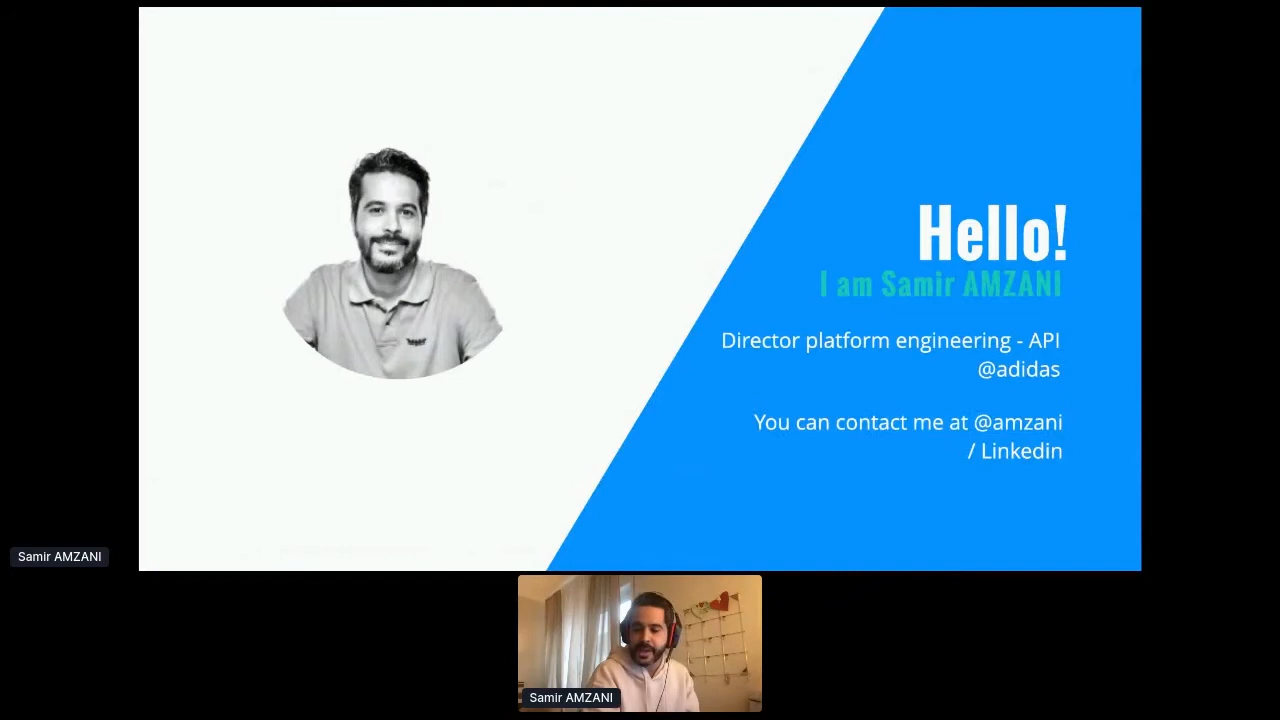 Hello!
I am Samir AMZANI
Director platform engineering - API
@adidas
You can contact me at @amzani
/ Linkedin
Samir AMZANI
Samir AMZANI